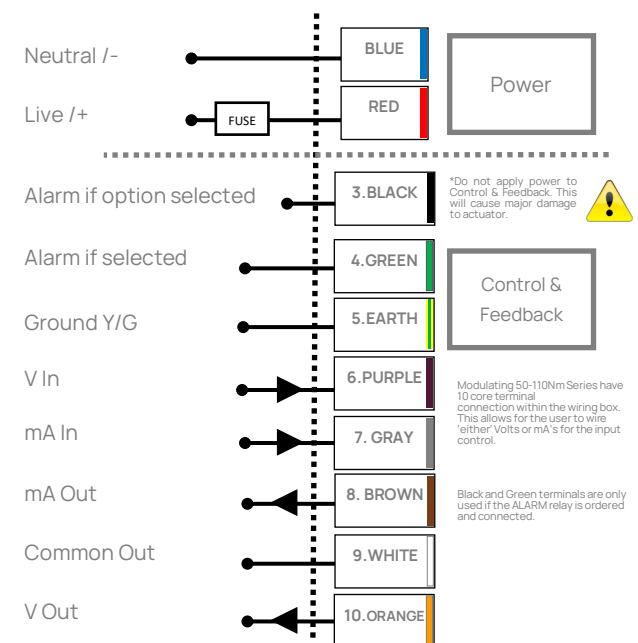 Neutral /-
BLUE
Power
Live /+
FUSE
RED
Alarm if option selected
3.BLACK
*Do not apply power to
Control & Feedback. This
will cause major damage
to actuator.
Alarm if selected
4.GREEN
Control &
Feedback
Ground Y/G
5.EARTH
V In
6.PURPLE
Modulating 50-110Nm Series have
10 core terminal
connection within the wiring box.
This allows for the user to wire
'either' Volts or mA's for the input
control.
mA In
7. GRAY
mA Out
8. BROWN
Black and Green terminals are only
used if the ALARM relay is ordered
and connected.
Common Out
9.WHITE
V Out
10.ORANGE